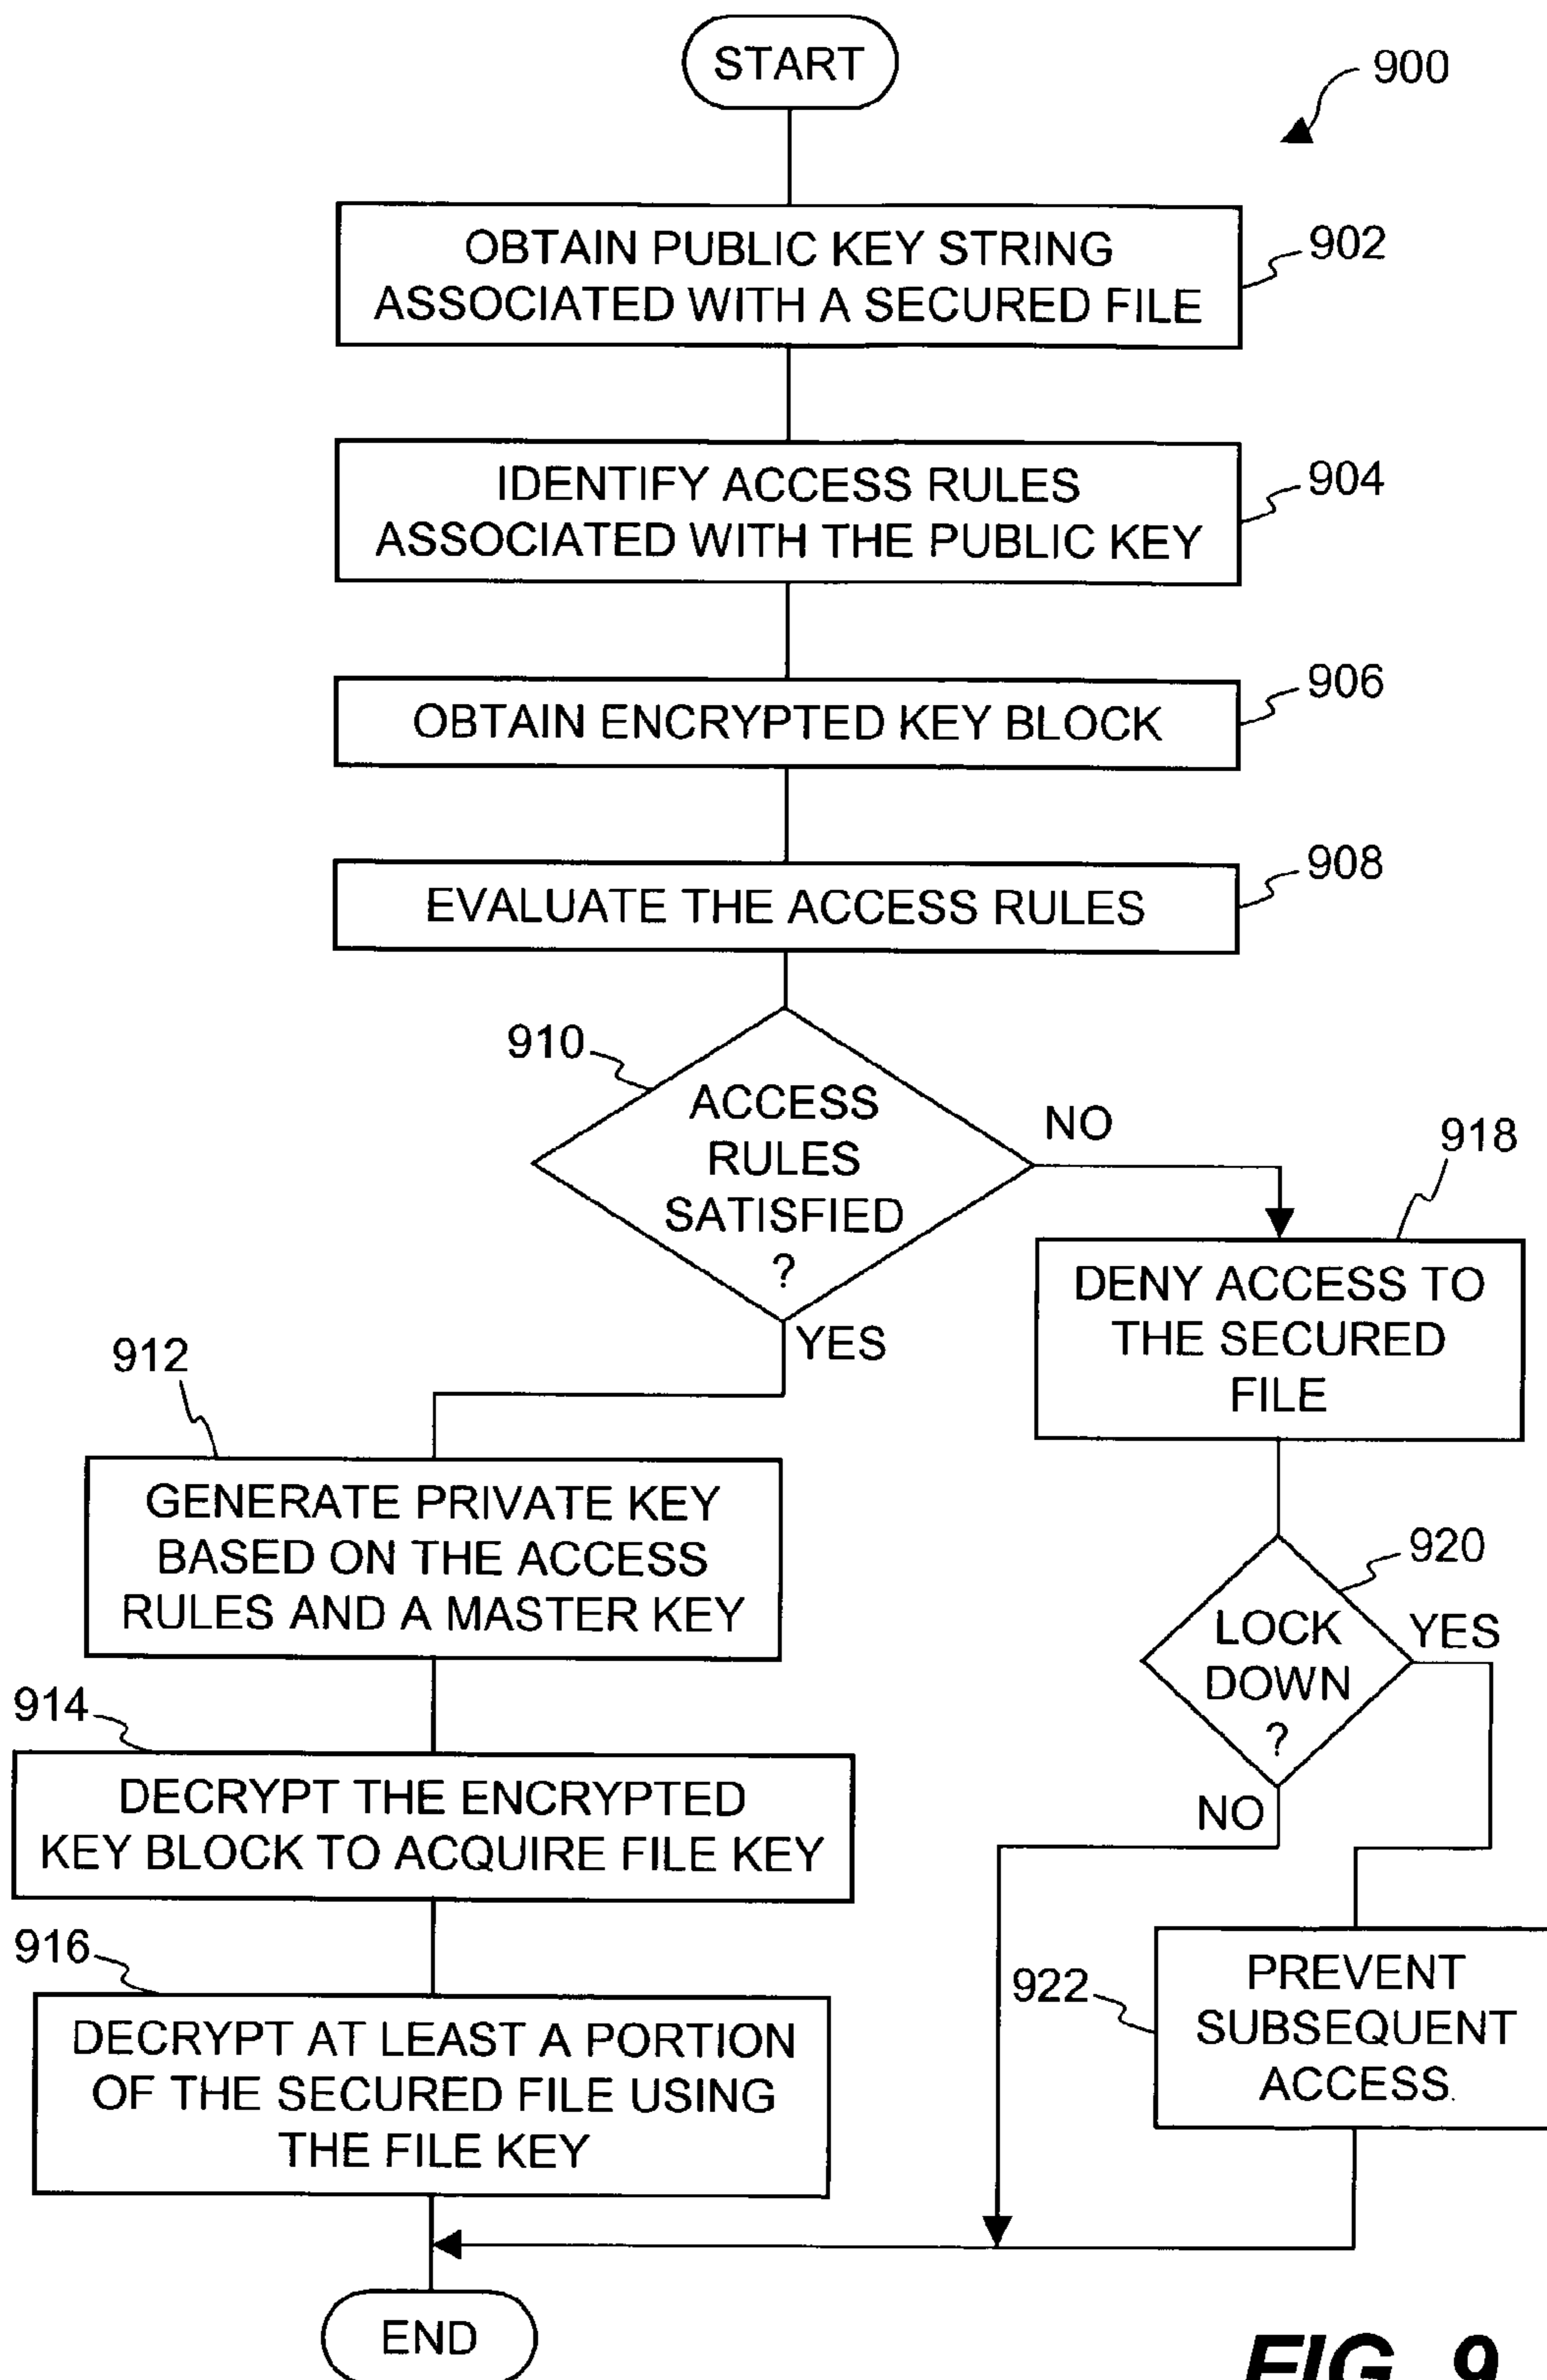 START
900
OBTAIN PUBLIC KEY STRING
ASSOCIATED WITH A SECURED FILE
902
IDENTIFY ACCESS RULES
ASSOCIATED WITH THE PUBLIC KEY
904
OBTAIN ENCRYPTED KEY BLOCK
906
EVALUATE THE ACCESS RULES
908
910
ACCESS
RULES
SATISFIED
?
NO
YES
918
DENY ACCESS TO
THE SECURED
FILE
912
GENERATE PRIVATE KEY
BASED ON THE ACCESS
RULES AND A MASTER KEY
920
LOCK
DOWN
?
YES
NO
914
DECRYPT THE ENCRYPTED
KEY BLOCK TO ACQUIRE FILE KEY
916
DECRYPT AT LEAST A PORTION
OF THE SECURED FILE USING
THE FILE KEY
922
PREVENT
SUBSEQUENT
ACCESS.
END
FIG. 9